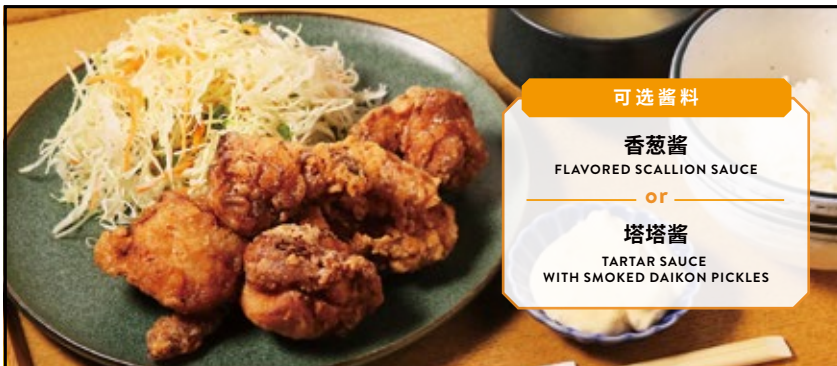 可选酱料
香葱酱
FLAVORED SCALLION SAUCE
or
塔塔酱
TARTAR SAUCE
WITH SMOKED DAIKON PICKLES